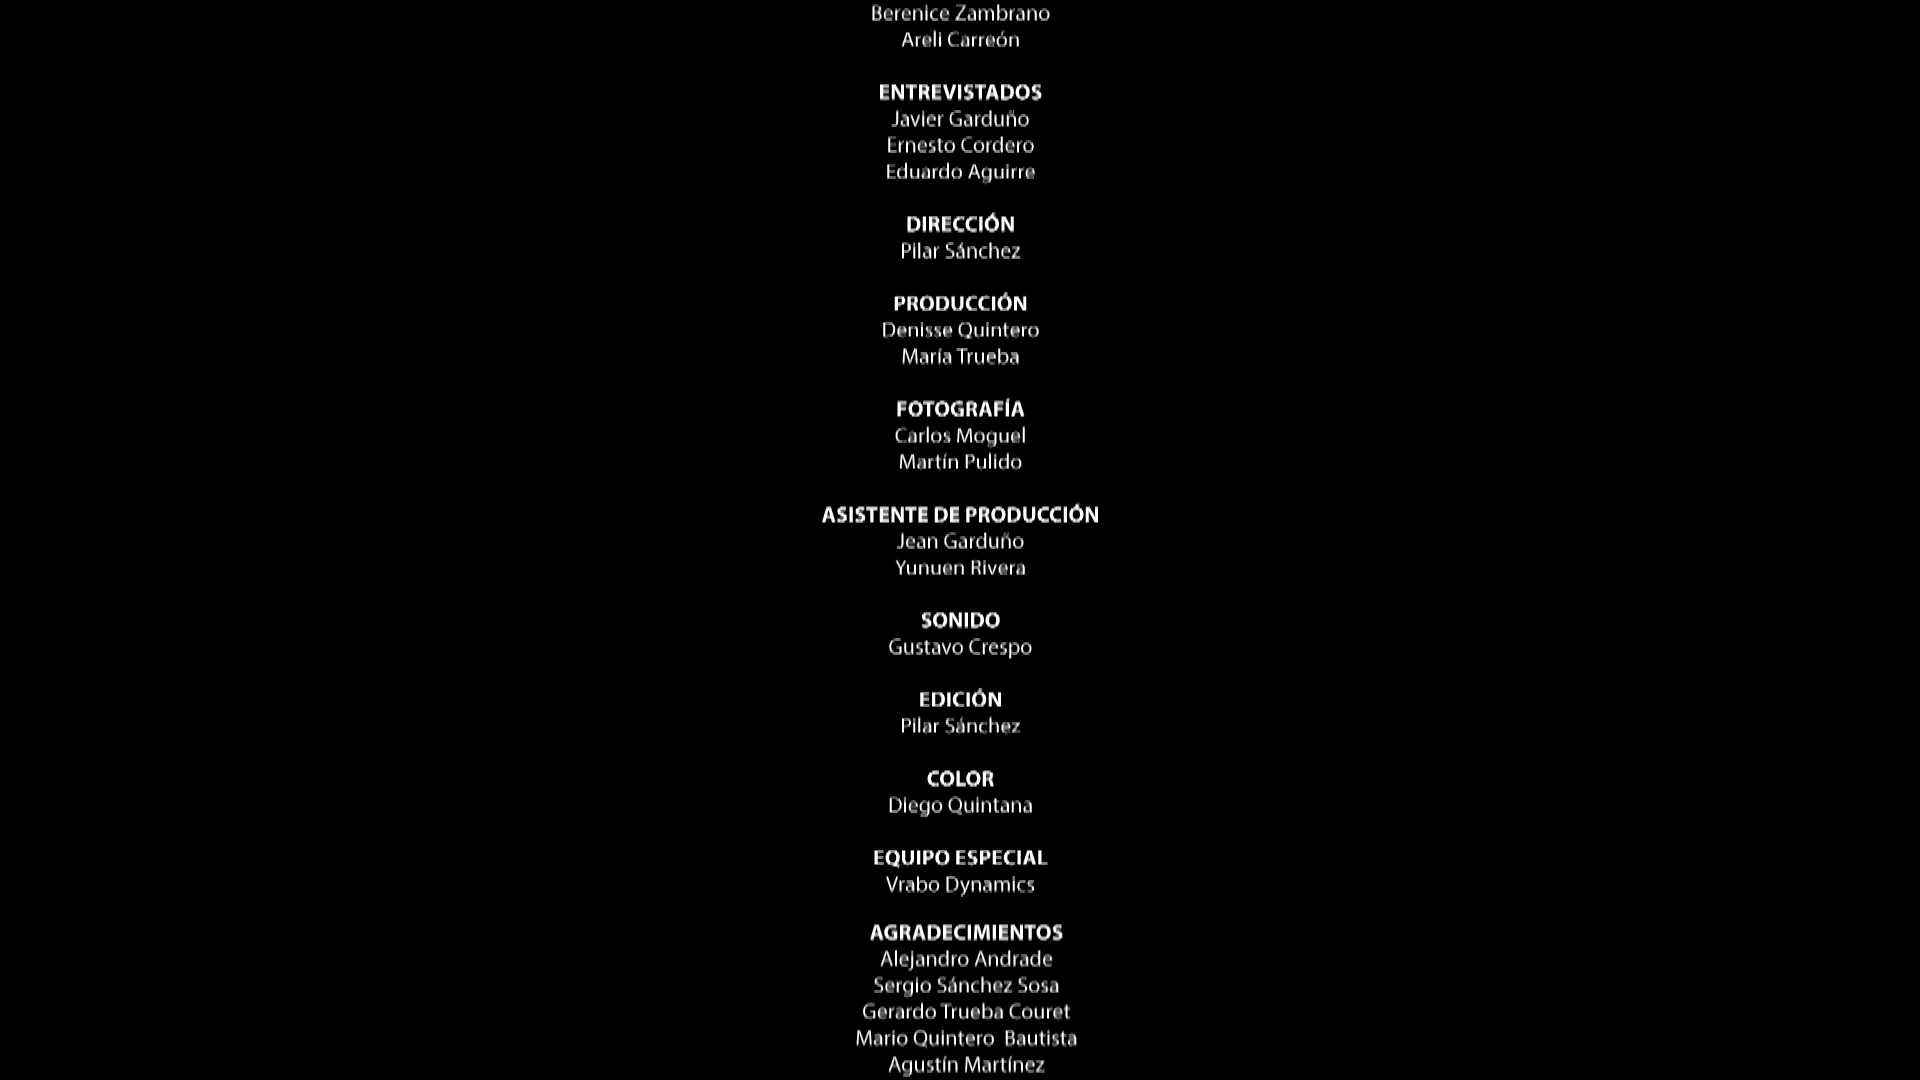 Berenice Zambrano
Areli Carreón
ENTREVISTADOS
Javier Garduño
Ernesto Cordero
Eduardo Aguirre
DIRECCIÓN
Pilar Sánchez
PRODUCCIÓN
Denisse Quintero
María Trueba
FOTOGRAFÍA
Carlos Moguel
Martín Pulido
ASISTENTE DE PRODUCCIÓN
Jean Garduño
Yunuen Rivera
SONIDO
Gustavo Crespo
EDICIÓN
Pilar Sánchez
COLOR
Diego Quintana
EQUIPO ESPECIAL
Vrabo Dynamics
AGRADECIMIENTOS
Alejandro Andrade
Sergio Sánchez Sosa
Gerardo Trueba Couret
Mario Quintero Bautista
Agustín Martínez